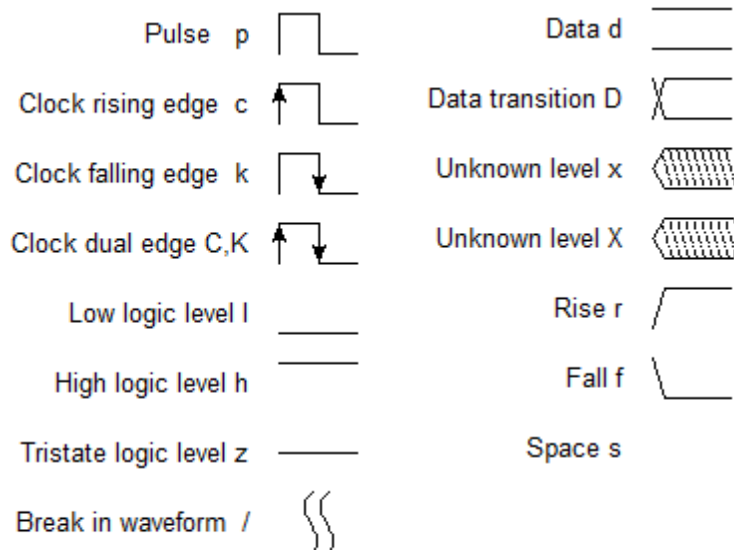 Pulse p
Clock rising edge c
Clock falling edge k
Clock dual edge C,K
Low logic level l
High logic level h
Tristate logic level z
Break in waveform /
Data d
Data transition D
Unknown level x
Unknown level X
Rise r
Fall f
Space s